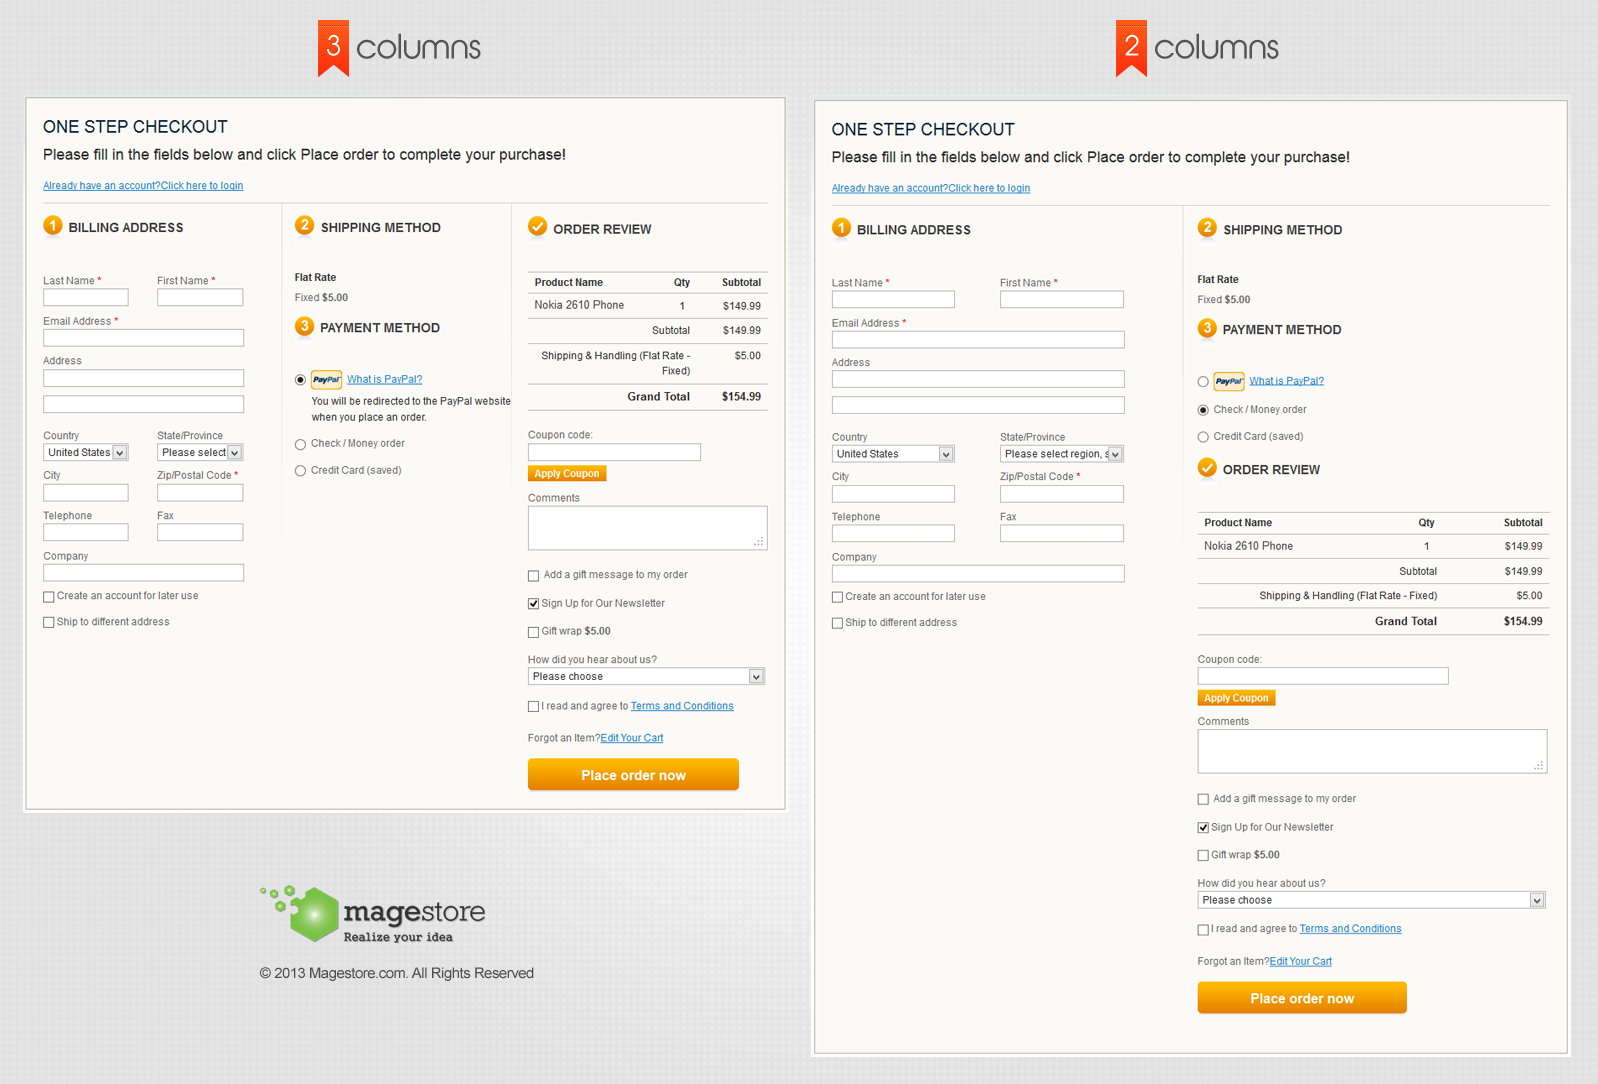 3 columns
ONE STEP CHECKOUT
Please fill in the fields below and click Place order to complete your purchase!
Already have an account?Click here to login
1 BILLING ADDRESS
Last Name * First Name *
Email Address *
Address
Country State/Province
United States Please select
City Zip/Postal Code *
Telephone Fax
Company
Create an account for later use
Ship to different address
2 SHIPPING METHOD
Flat Rate
Fixed $5.00
3 PAYMENT METHOD
PayPal What is PayPal?
You will be redirected to the PayPal website
when you place an order.
Check / Money order
Credit Card (saved)
ORDER REVIEW
Product Name Qty Subtotal
Nokia 2610 Phone 1 $149.99
Subtotal $149.99
Shipping & Handling (Flat Rate - $5.00
Fixed)
Grand Total $154.99
Coupon code:
Apply Coupon
Comments
Add a gift message to my order
Sign Up for Our Newsletter
Gift wrap $5.00
How did you hear about us?
Please choose
I read and agree to Terms and Conditions
Forgot an Item?Edit Your Cart
Place order now
magestore
Realize your idea
© 2013 Magestore.com. All Rights Reserved
2 columns
ONE STEP CHECKOUT
Please fill in the fields below and click Place order to complete your purchase!
Already have an account?Click here to login
1 BILLING ADDRESS
Last Name * First Name *
Email Address *
Address
Country State/Province
United States Please select region, s
City Zip/Postal Code *
Telephone Fax
Company
Create an account for later use
Ship to different address
2 SHIPPING METHOD
Flat Rate
Fixed $5.00
3 PAYMENT METHOD
PayPal What is PayPal?
Check / Money order
Credit Card (saved)
ORDER REVIEW
Product Name Qty Subtotal
Nokia 2610 Phone 1 $149.99
Subtotal $149.99
Shipping & Handling (Flat Rate - Fixed) $5.00
Grand Total $154.99
Coupon code:
Apply Coupon
Comments
Add a gift message to my order
Sign Up for Our Newsletter
Gift wrap $5.00
How did you hear about us?
Please choose
I read and agree to Terms and Conditions
Forgot an Item?Edit Your Cart
Place order now